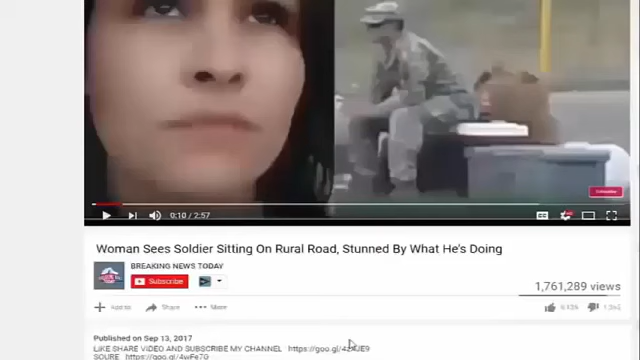 0:10 / 2:57
Woman Sees Soldier Sitting On Rural Road, Stunned By What He's Doing
BREAKING NEWS TODAY
Subscribe
1,761,289 views
Add to Share More
Published on Sep 13, 2017
LIKE SHARE VIDEO AND SUBSCRIBE MY CHANNEL
SOURE